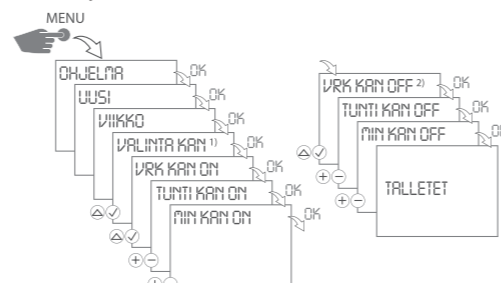 MENU
OHJELMA
OK
UUSI
OK
VIIKKO
OK
VALINTA KAN 1)
OK
VRK KAN ON
OK
TUNTI KAN ON
OK
MIN KAN ON
OK
VRK KAN OFF 2)
OK
TUNTI KAN OFF
OK
MIN KAN OFF
TALLETET